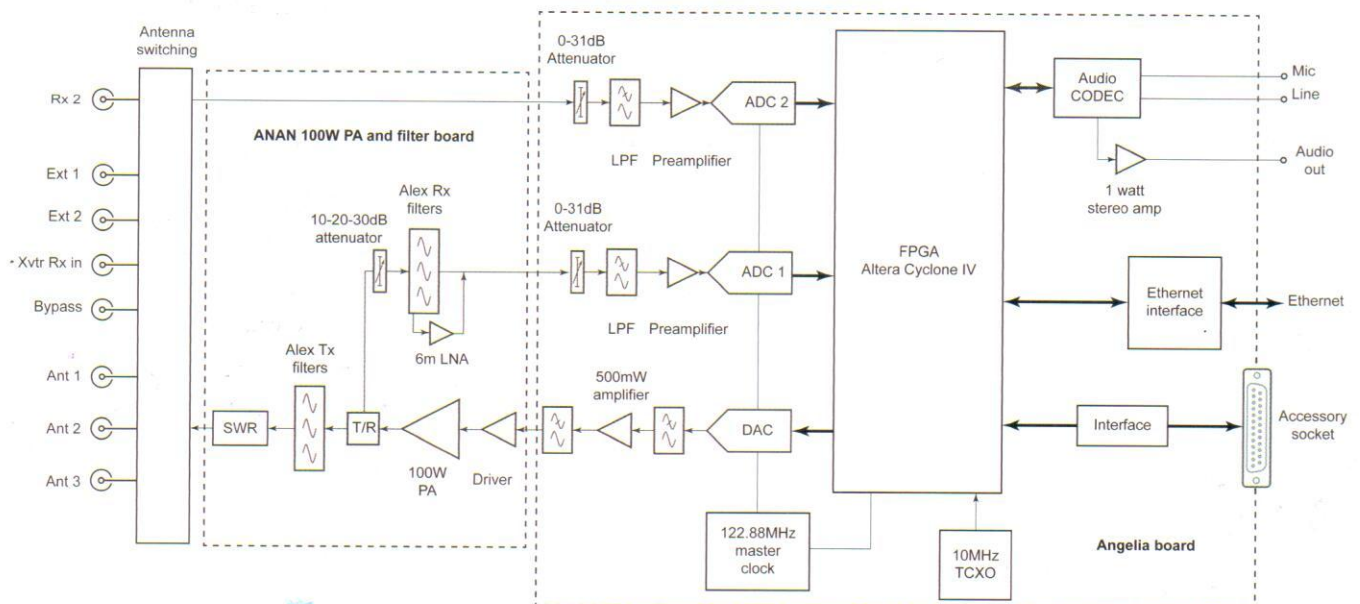 Antenna
switching
Rx 2
Ext 1
Ext 2
Xvtr Rx in
Bypass
Ant 1
Ant 2
Ant 3
ANAN 100W PA and filter board
10-20-30dB
attenuator
Alex Rx
filters
6m LNA
Alex Tx
filters
SWR
T/R
100W
PA
Driver
0-31dB
Attenuator
LPF
Preamplifier
ADC 2
0-31dB
Attenuator
LPF
Preamplifier
ADC 1
500mW
amplifier
DAC
122.88MHz
master
clock
FPGA
Altera Cyclone IV
10MHz
TCXO
Audio
CODEC
Mic
Line
Audio
out
1 watt
stereo amp
Ethernet
interface
Ethernet
Interface
Accessory
socket
Angelia board